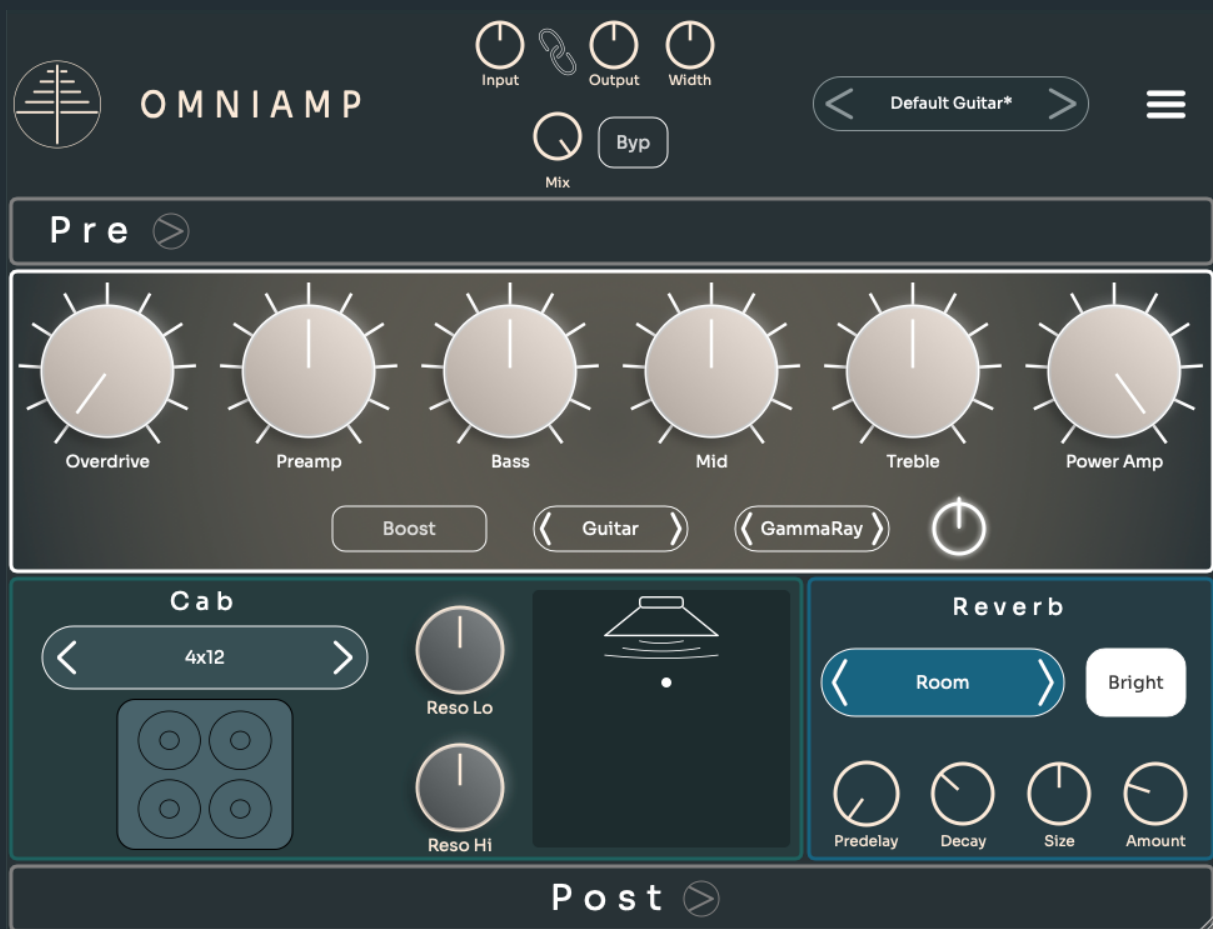 Input Output Width
OMNIAMP
Default Guitar*
Byp
Mix
Pre
Overdrive Preamp Bass Mid Treble Power Amp
Boost Guitar GammaRay
Cab
4x12
Reso Lo
Reso Hi
Reverb
Room Bright
Predelay Decay Size Amount
Post